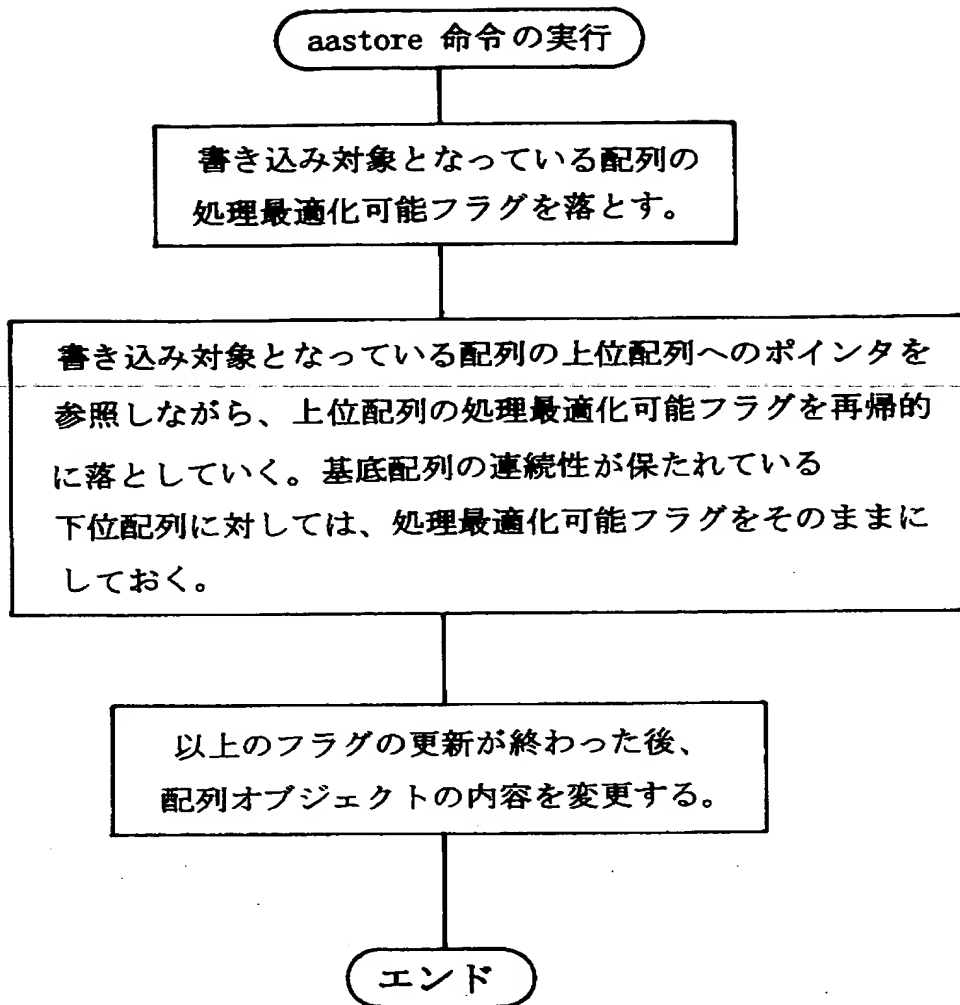 aastore 命令の実行
書き込み対象となっている配列の
処理最適化可能フラグを落とす。
書き込み対象となっている配列の上位配列へのポインタを
参照しながら、上位配列の処理最適化可能フラグを再帰的
に落としていく。基底配列の連続性が保たれている
下位配列に対しては、処理最適化可能フラグをそのままに
しておく。
以上のフラグの更新が終わった後、
配列オブジェクトの内容を変更する。
エンド